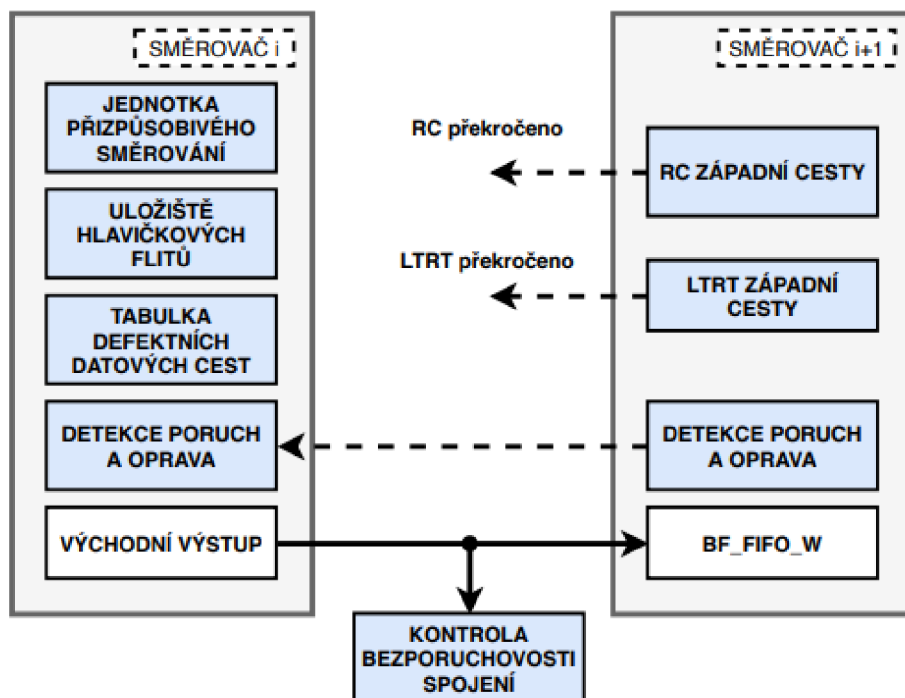 SMĚROVAČ i
JEDNOTKA
PŘIZPŮSOBIVÉHO
SMĚROVÁNÍ
ULOŽIŠTĚ
HLAVIČKOVÝCH
FLITŮ
TABULKA
DEFEKTNÍCH
DATOVÝCH CEST
DETEKCE PORUCH
A OPRAVA
VÝCHODNÍ VÝSTUP
RC překročeno
LTRT překročeno
KONTROLA
BEZPORUCHOVOSTI
SPOJENÍ
SMĚROVAČ i+1
RC ZÁPADNÍ CESTY
LTRT ZÁPADNÍ
CESTY
DETEKCE PORUCH
A OPRAVA
BF_FIFO_W